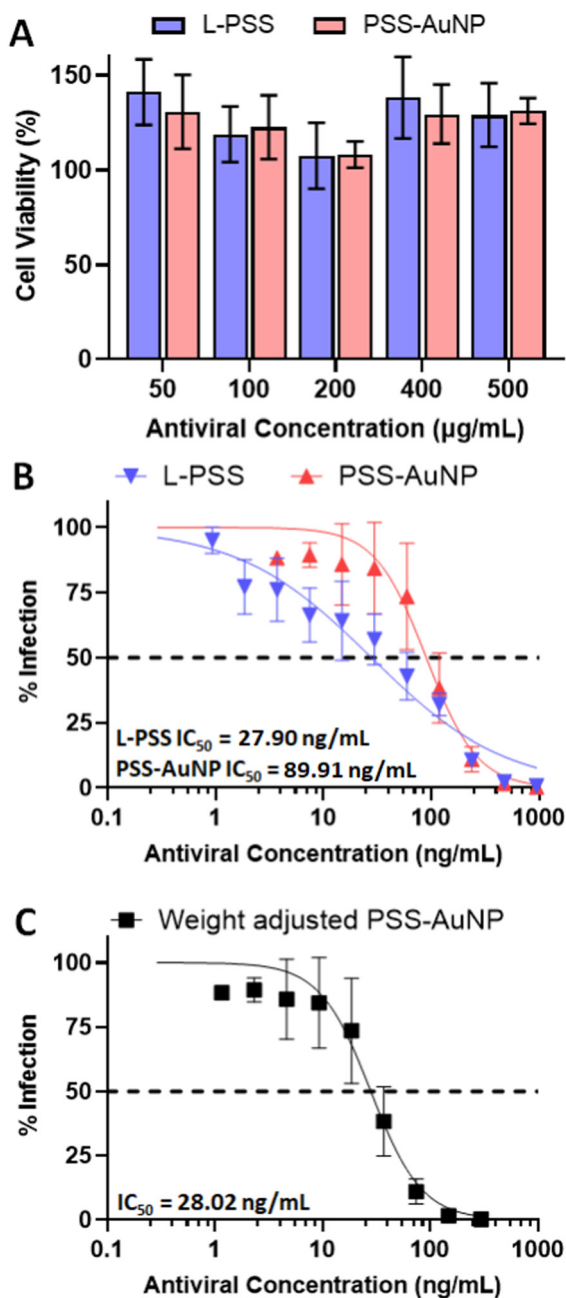 A
L-PSS PSS-AuNP
Cell Viability (%)
150
100
50
0
50 100 200 400 500
Antiviral Concentration (µg/mL)
B
L-PSS PSS-AuNP
% Infection
100
75
50
25
0
L-PSS IC50 = 27.90 ng/mL
PSS-AuNP IC50 = 89.91 ng/mL
0.1 1 10 100 1000
Antiviral Concentration (ng/mL)
C
Weight adjusted PSS-AuNP
% Infection
100
75
50
25
0
IC50 = 28.02 ng/mL
0.1 1 10 100 1000
Antiviral Concentration (ng/mL)